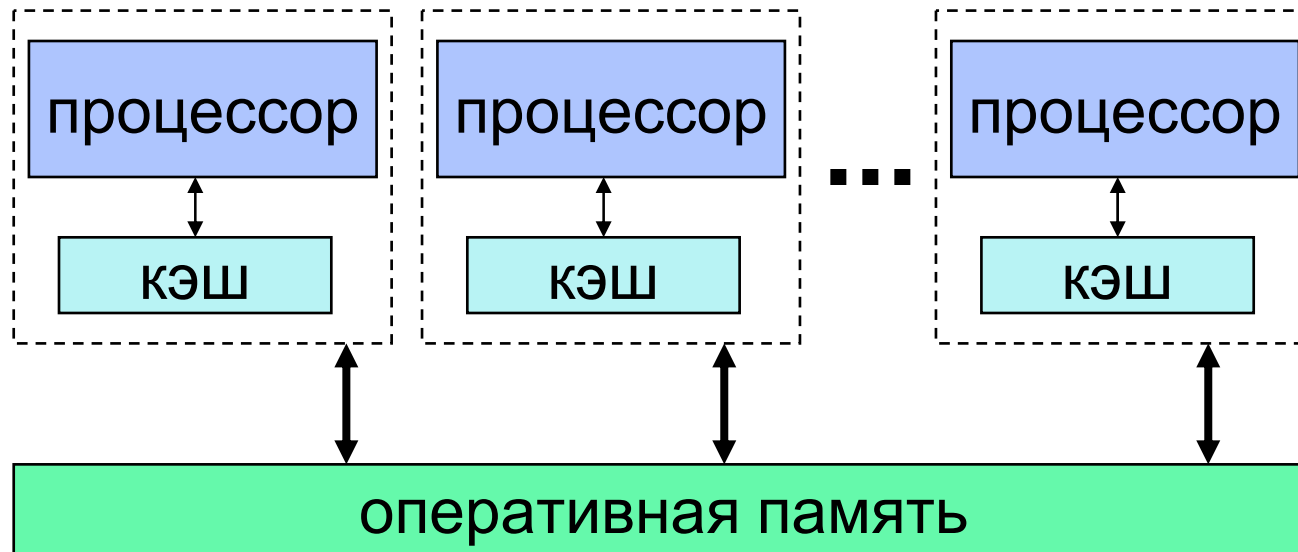 процессор
процессор
процессор
...
кэш
кэш
кэш
оперативная память